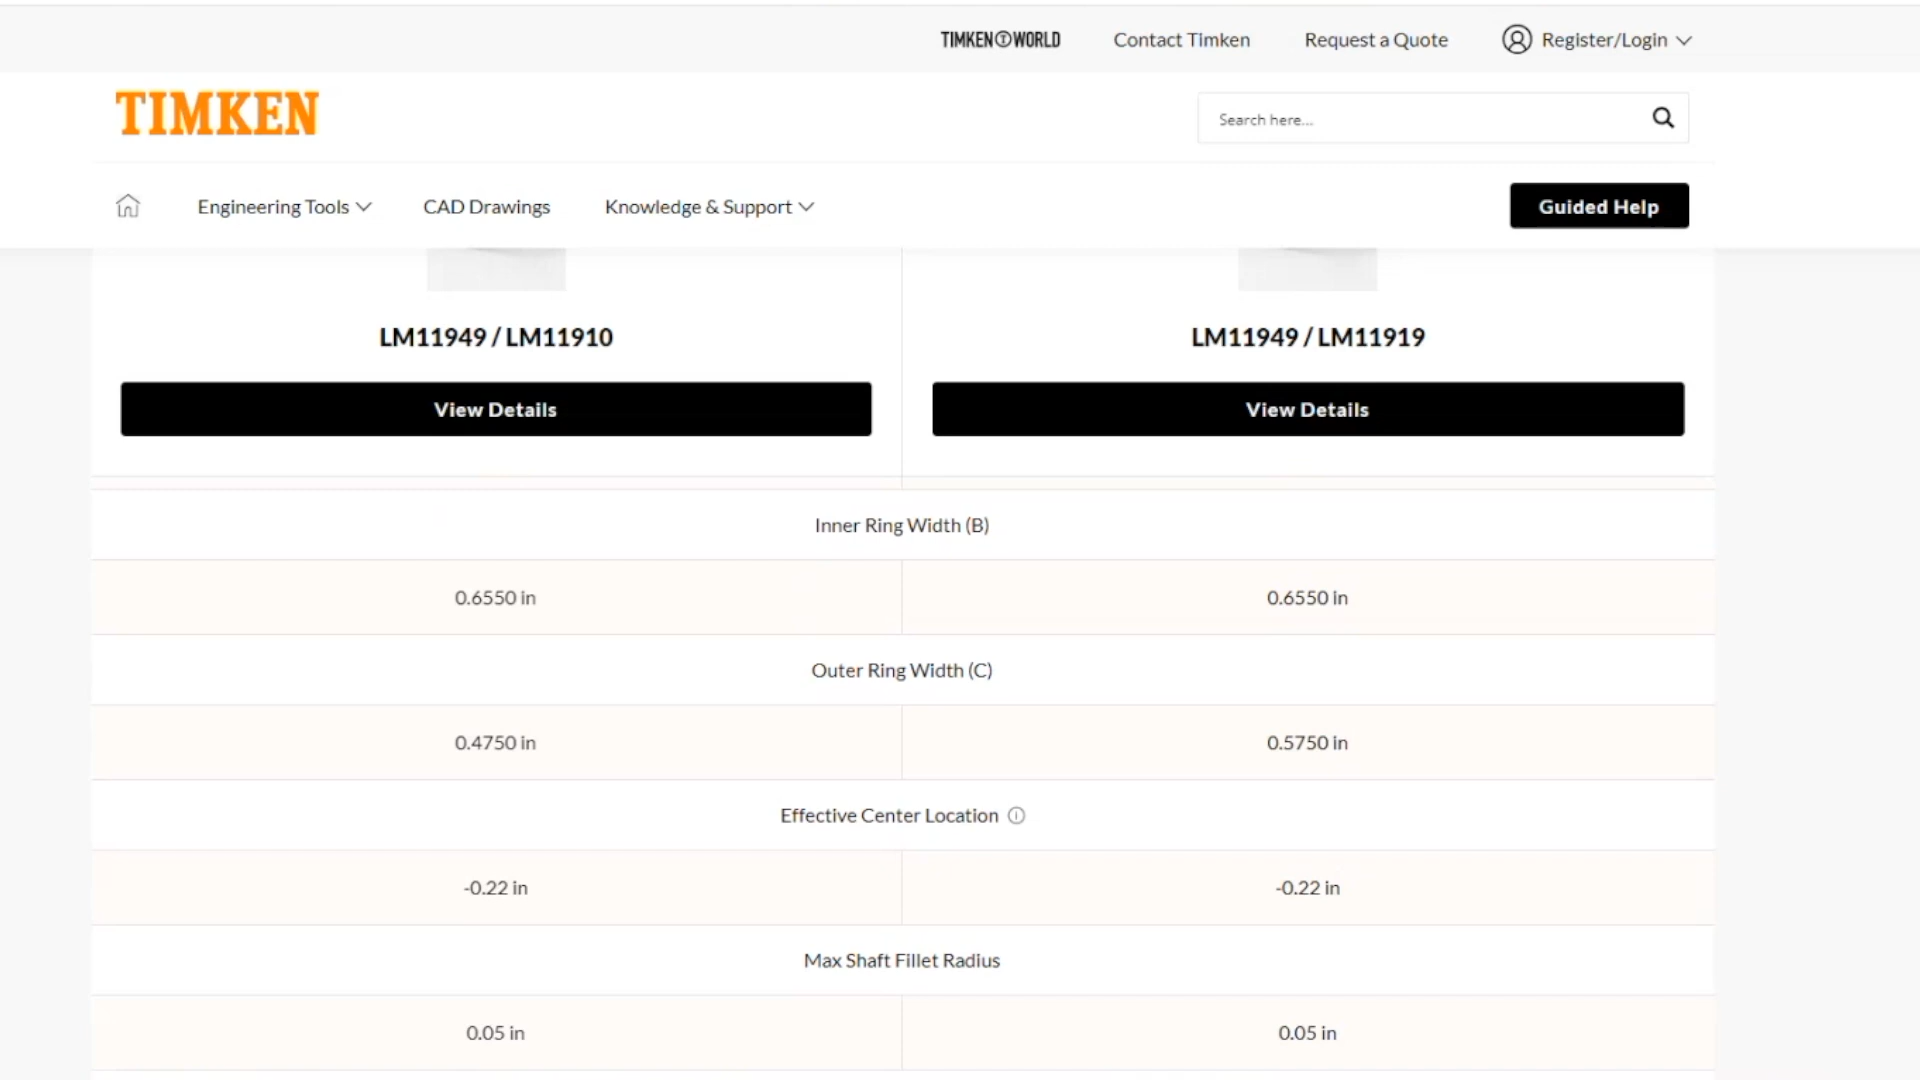 TIMKEN WORLD Contact Timken Request a Quote Register/Login
TIMKEN
Search here...
Engineering Tools CAD Drawings Knowledge & Support Guided Help
LM11949 / LM11910 LM11949 / LM11919
View Details View Details
Inner Ring Width (B)
0.6550 in 0.6550 in
Outer Ring Width (C)
0.4750 in 0.5750 in
Effective Center Location
-0.22 in -0.22 in
Max Shaft Fillet Radius
0.05 in 0.05 in